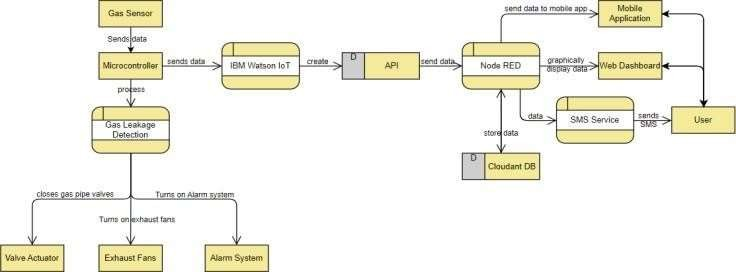 Gas Sensor
Sends data
Microcontroller
sends data
IBM Watson IoT
create
D
API
send data
Node RED
send data to mobile app
Mobile
Application
graphically
display data
Web Dashboard
process
Gas Leakage
Detection
data
SMS Service
sends
SMS
User
store data
D
Cloudant DB
closes gas pipe valves
Turns on Alarm system
Turns on exhaust fans
Valve Actuator
Exhaust Fans
Alarm System